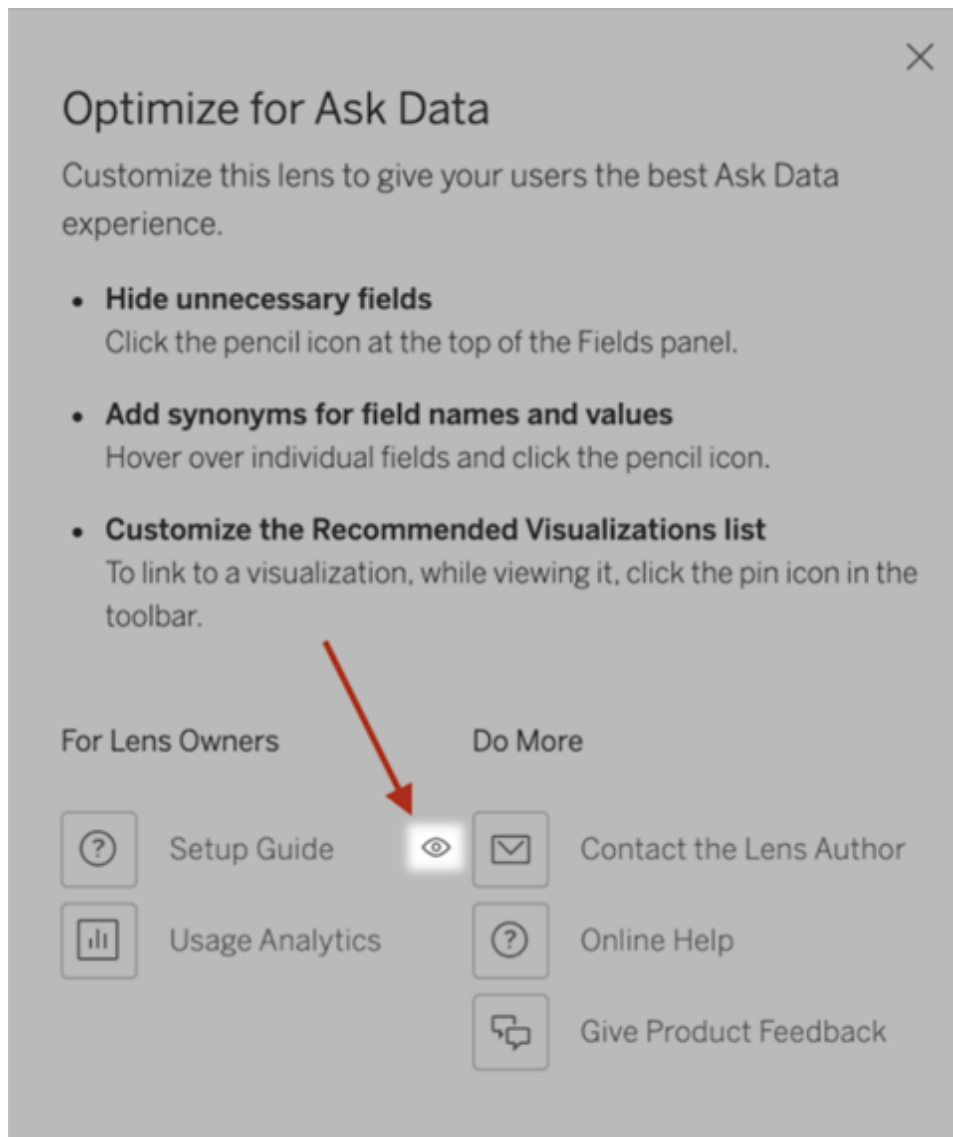 Optimize for Ask Data
Customize this lens to give your users the best Ask Data
experience.
• Hide unnecessary fields
Click the pencil icon at the top of the Fields panel.
• Add synonyms for field names and values
Hover over individual fields and click the pencil icon.
• Customize the Recommended Visualizations list
To link to a visualization, while viewing it, click the pin icon in the
toolbar.
For Lens Owners
Setup Guide
Usage Analytics
Do More
Contact the Lens Author
Online Help
Give Product Feedback